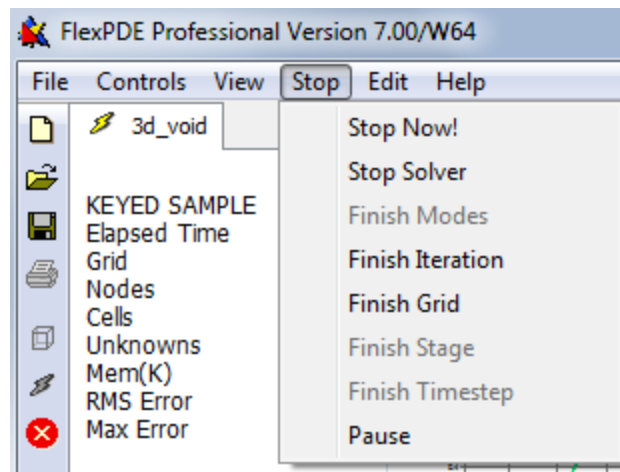 FlexPDE Professional Version 7.00/W64
File Controls View Stop Edit Help
3d_void
KEYED SAMPLE
Elapsed Time
Grid
Nodes
Cells
Unknowns
Mem(K)
RMS Error
Max Error
Stop Now!
Stop Solver
Finish Modes
Finish Iteration
Finish Grid
Finish Stage
Finish Timestep
Pause